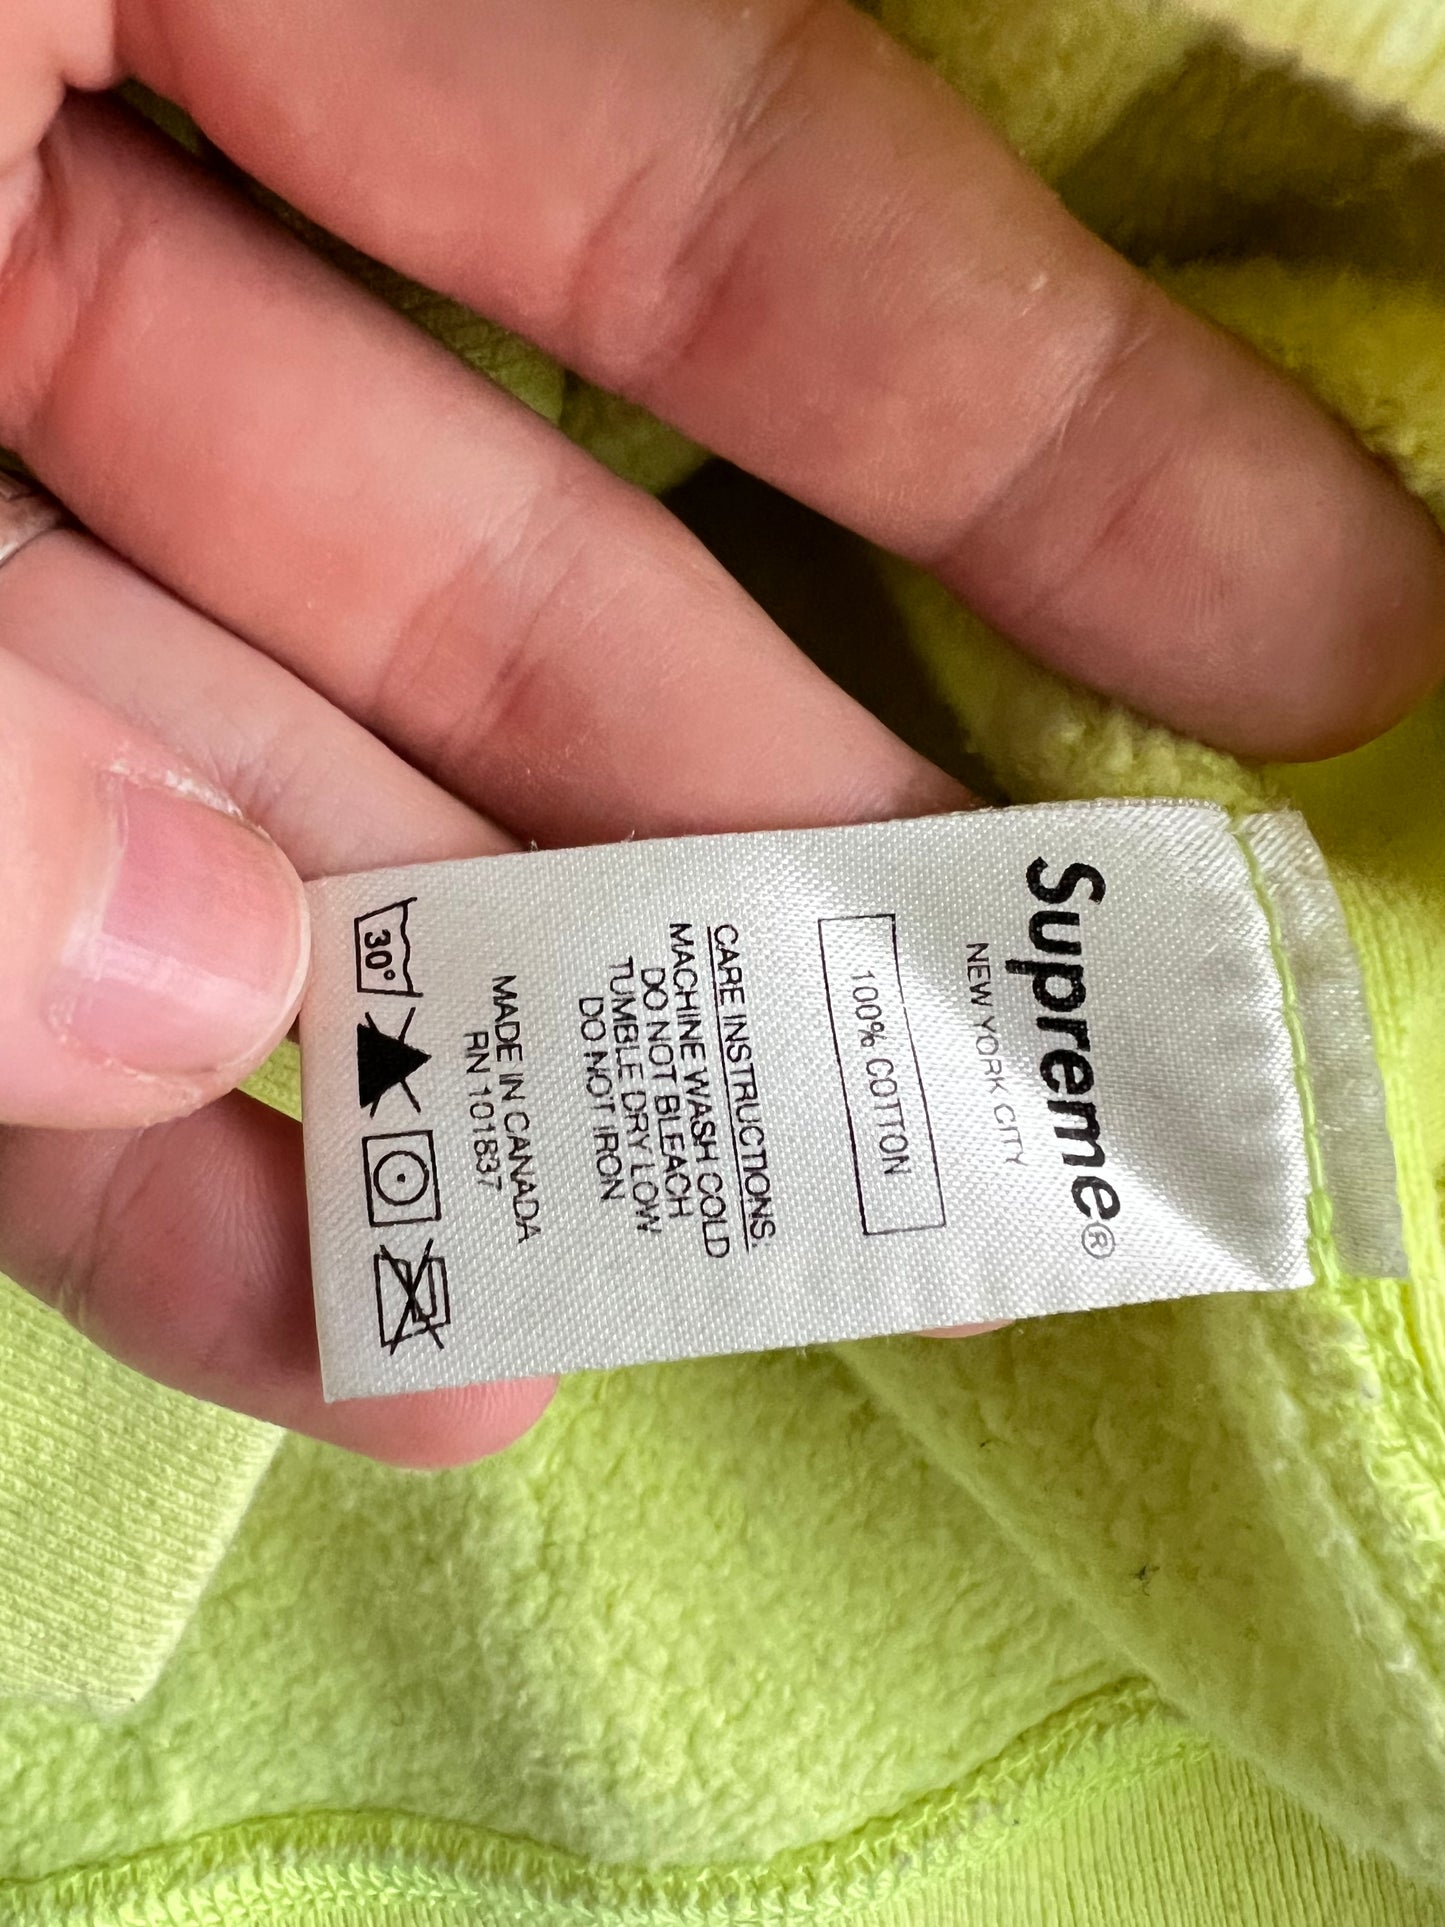 Supreme®
NEW YORK CITY
100% COTTON
CARE INSTRUCTIONS:
MACHINE WASH COLD
DO NOT BLEACH
TUMBLE DRY LOW
DO NOT IRON
MADE IN CANADA
RN 101837
30°